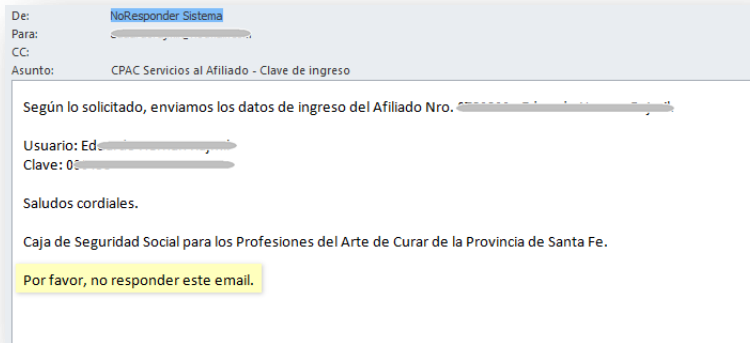 De: NoResponder Sistema
Para:
CC:
Asunto: CPAC Servicios al Afiliado - Clave de ingreso
Según lo solicitado, enviamos los datos de ingreso del Afiliado Nro.
Usuario:
Clave:
Saludos cordiales.
Caja de Seguridad Social para los Profesiones del Arte de Curar de la Provincia de Santa Fe.
Por favor, no responder este email.